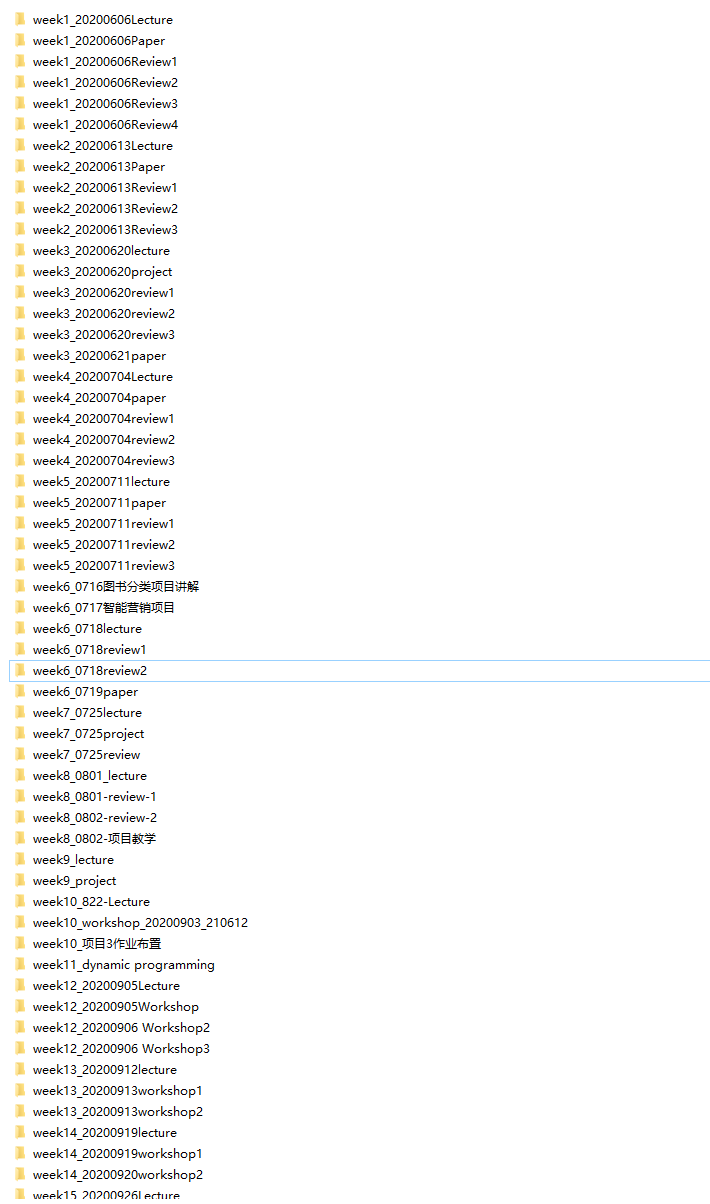 week1_20200606Lecture
week1_20200606Paper
week1_20200606Review1
week1_20200606Review2
week1_20200606Review3
week1_20200606Review4
week2_20200613Lecture
week2_20200613Paper
week2_20200613Review1
week2_20200613Review2
week2_20200613Review3
week3_20200620lecture
week3_20200620project
week3_20200620review1
week3_20200620review2
week3_20200620review3
week3_20200621paper
week4_20200704Lecture
week4_20200704paper
week4_20200704review1
week4_20200704review2
week4_20200704review3
week5_20200711lecture
week5_20200711paper
week5_20200711review1
week5_20200711review2
week5_20200711review3
week6_0716图书分类项目讲解
week6_0717智能营销项目
week6_0718lecture
week6_0718review1
week6_0718review2
week6_0719paper
week7_0725lecture
week7_0725project
week7_0725review
week8_0801_lecture
week8_0801-review-1
week8_0802-review-2
week8_0802-项目教学
week9_lecture
week9_project
week10_822-Lecture
week10_workshop_20200903_210612
week10_项目3作业布置
week11_dynamic programming
week12_20200905Lecture
week12_20200905Workshop
week12_20200906 Workshop2
week12_20200906 Workshop3
week13_20200912lecture
week13_20200913workshop1
week13_20200913workshop2
week14_20200919lecture
week14_20200919workshop1
week14_20200920workshop2
week15_20200926Lecture